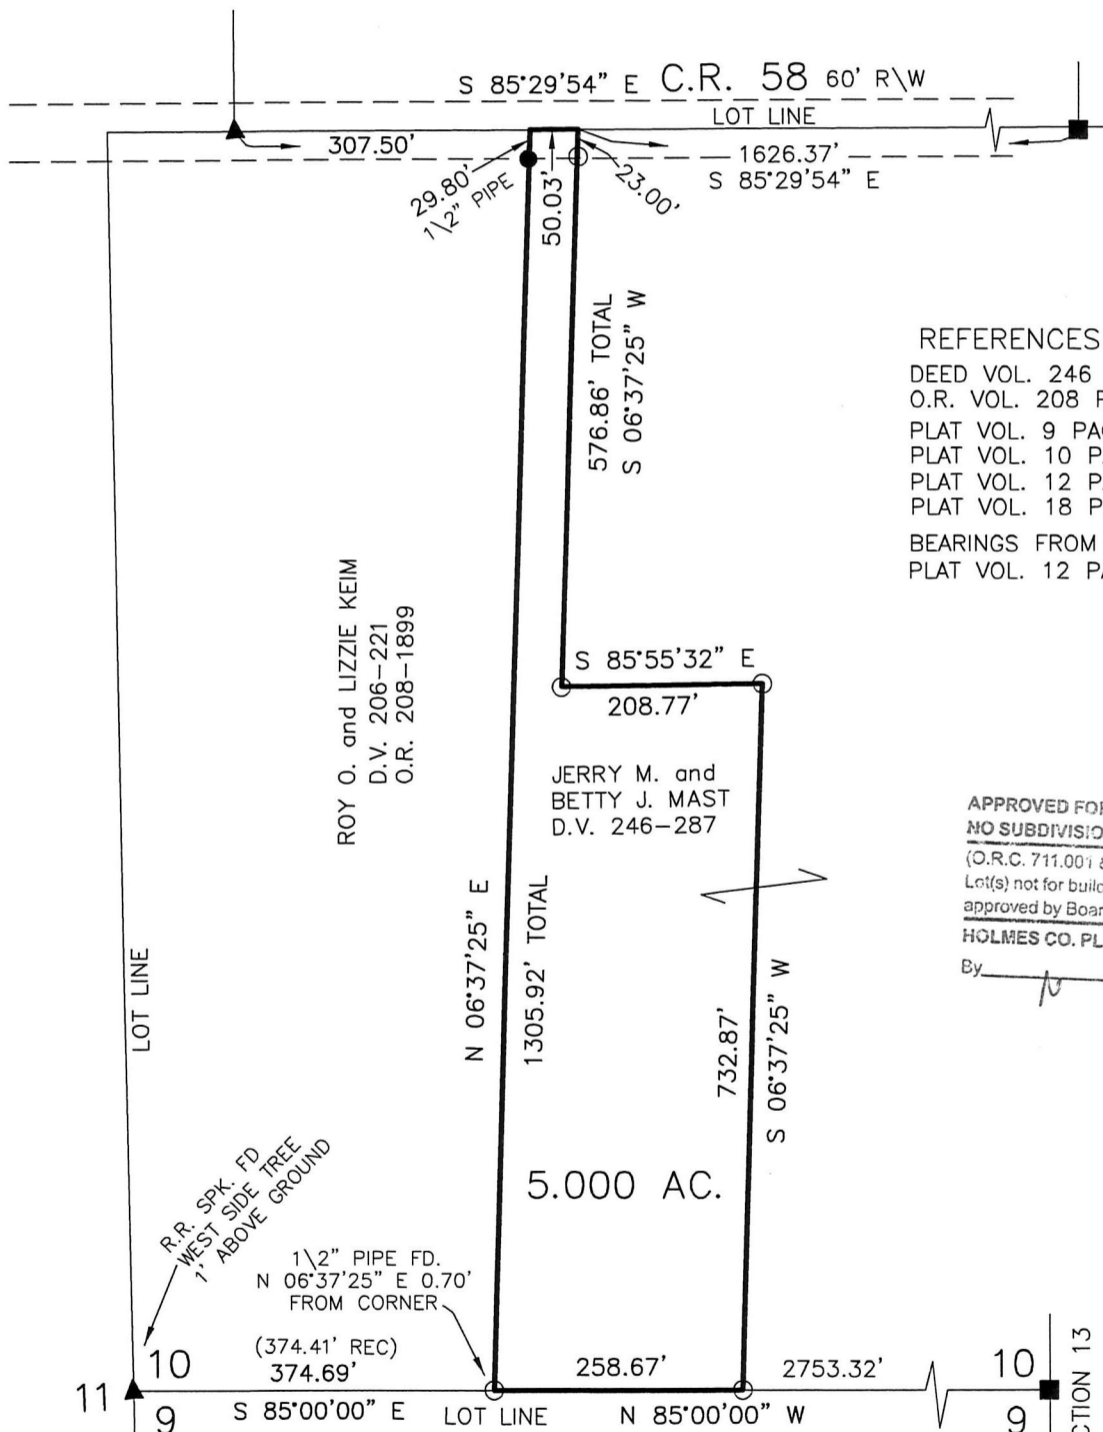 S 85°29'54" E C.R. 58 60' R\W
LOT LINE
307.50'
1626.37'
S 85°29'54" E
29.80'
1\2" PIPE
50.03'
23.00'
576.86' TOTAL
S 06°37'25" W
REFERENCES
DEED VOL. 246
O.R. VOL. 208
PLAT VOL. 9
PLAT VOL. 10
PLAT VOL. 12
PLAT VOL. 18
BEARINGS FROM
PLAT VOL. 12
ROY O. and LIZZIE KEIM
D.V. 206-221
O.R. 208-1899
S 85°55'32" E
208.77'
JERRY M. and
BETTY J. MAST
D.V. 246-287
APPROVED
NO
(O.R.C. 711.001 &
Lot(s) not for
approved by
HOLMES CO.
By
N 06°37'25" E
1305.92' TOTAL
732.87'
S 06°37'25" W
LOT LINE
5.000 AC.
R.R. SPK. FD
WEST SIDE TREE
1' ABOVE GROUND
1\2" PIPE FD.
N 06°37'25" E 0.70'
FROM CORNER
(374.41' REC)
374.69'
258.67'
2753.32'
10
11
9
S 85°00'00" E
LOT LINE
N 85°00'00" W
10
9
13